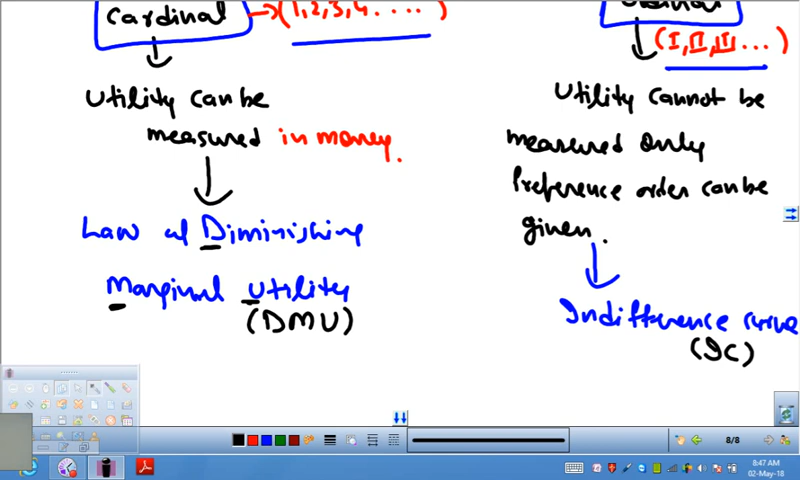 Cardinal → (1,2,3,4.....)
Utility can be
measured in money.
Law of Diminishing
Marginal Utility
(DMU)
Ordinal
(I,II,III...)
Utility cannot be
measured only
Preference order can be
given.
Indifference curve
(IC)
8/8
8:47 AM
02-May-18